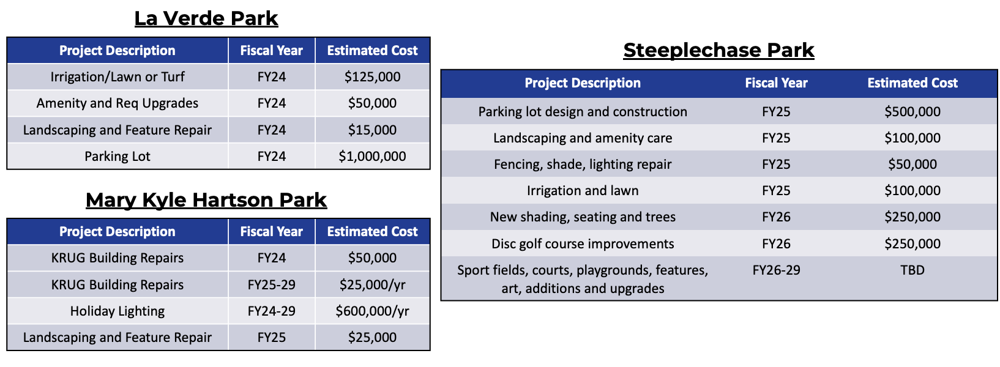 La Verde Park
Project Description Fiscal Year Estimated Cost
Irrigation/Lawn or Turf FY24 $125,000
Amenity and Req Upgrades FY24 $50,000
Landscaping and Feature Repair FY24 $15,000
Parking Lot FY24 $1,000,000
Mary Kyle Hartson Park
Project Description Fiscal Year Estimated Cost
KRUG Building Repairs FY24 $50,000
KRUG Building Repairs FY25-29 $25,000/yr
Holiday Lighting FY24-29 $600,000/yr
Landscaping and Feature Repair FY25 $25,000
Steeplechase Park
Project Description Fiscal Year Estimated Cost
Parking lot design and construction FY25 $500,000
Landscaping and amenity care FY25 $100,000
Fencing, shade, lighting repair FY25 $50,000
Irrigation and lawn FY25 $100,000
New shading, seating and trees FY26 $250,000
Disc golf course improvements FY26 $250,000
Sport fields, courts, playgrounds, features, FY26-29 TBD
art, additions and upgrades